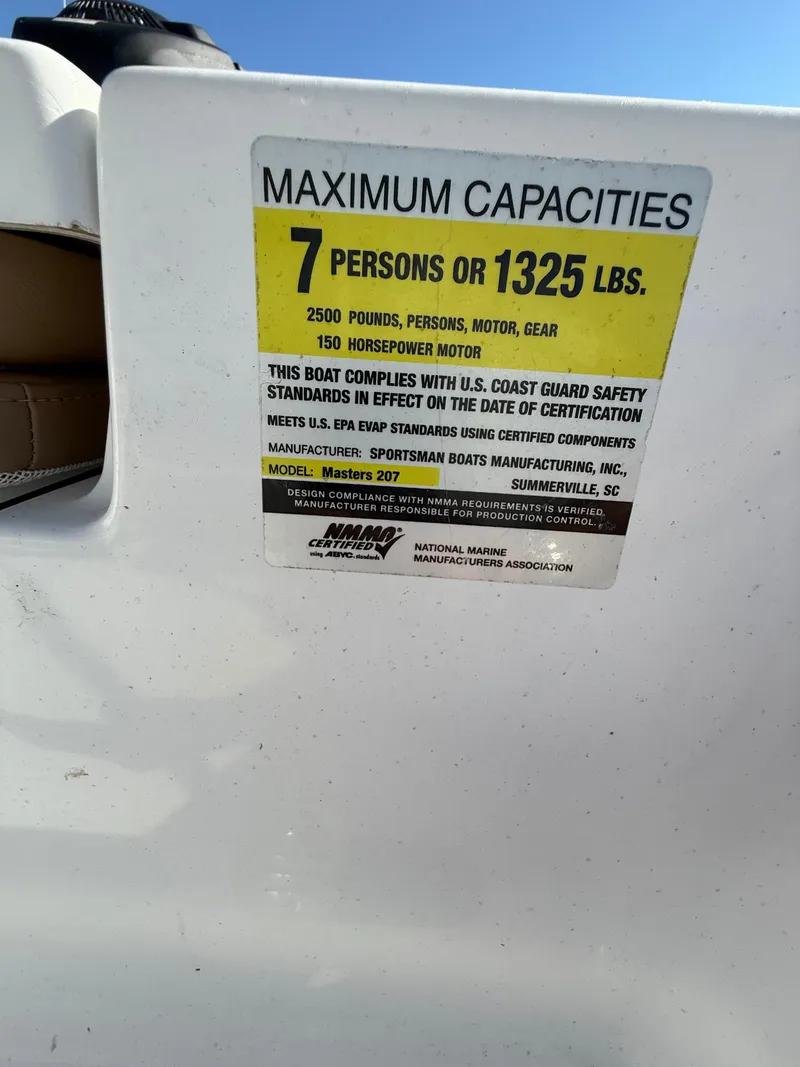 MAXIMUM CAPACITIES
7 PERSONS OR 1325 LBS.
2500 POUNDS, PERSONS, MOTOR, GEAR
150 HORSEPOWER MOTOR
THIS BOAT COMPLIES WITH U.S. COAST GUARD SAFETY
STANDARDS IN EFFECT ON THE DATE OF CERTIFICATION
MEETS U.S. EPA EVAP STANDARDS USING CERTIFIED COMPONENTS
MANUFACTURER: SPORTSMAN BOATS MANUFACTURING, INC.,
MODEL: Masters 207 SUMMERVILLE, SC
DESIGN COMPLIANCE WITH NMMA REQUIREMENTS IS VERIFIED.
MANUFACTURER RESPONSIBLE FOR PRODUCTION CONTROL.
NMMA®
CERTIFIED
using ABYC. standards
NATIONAL MARINE
MANUFACTURERS ASSOCIATION